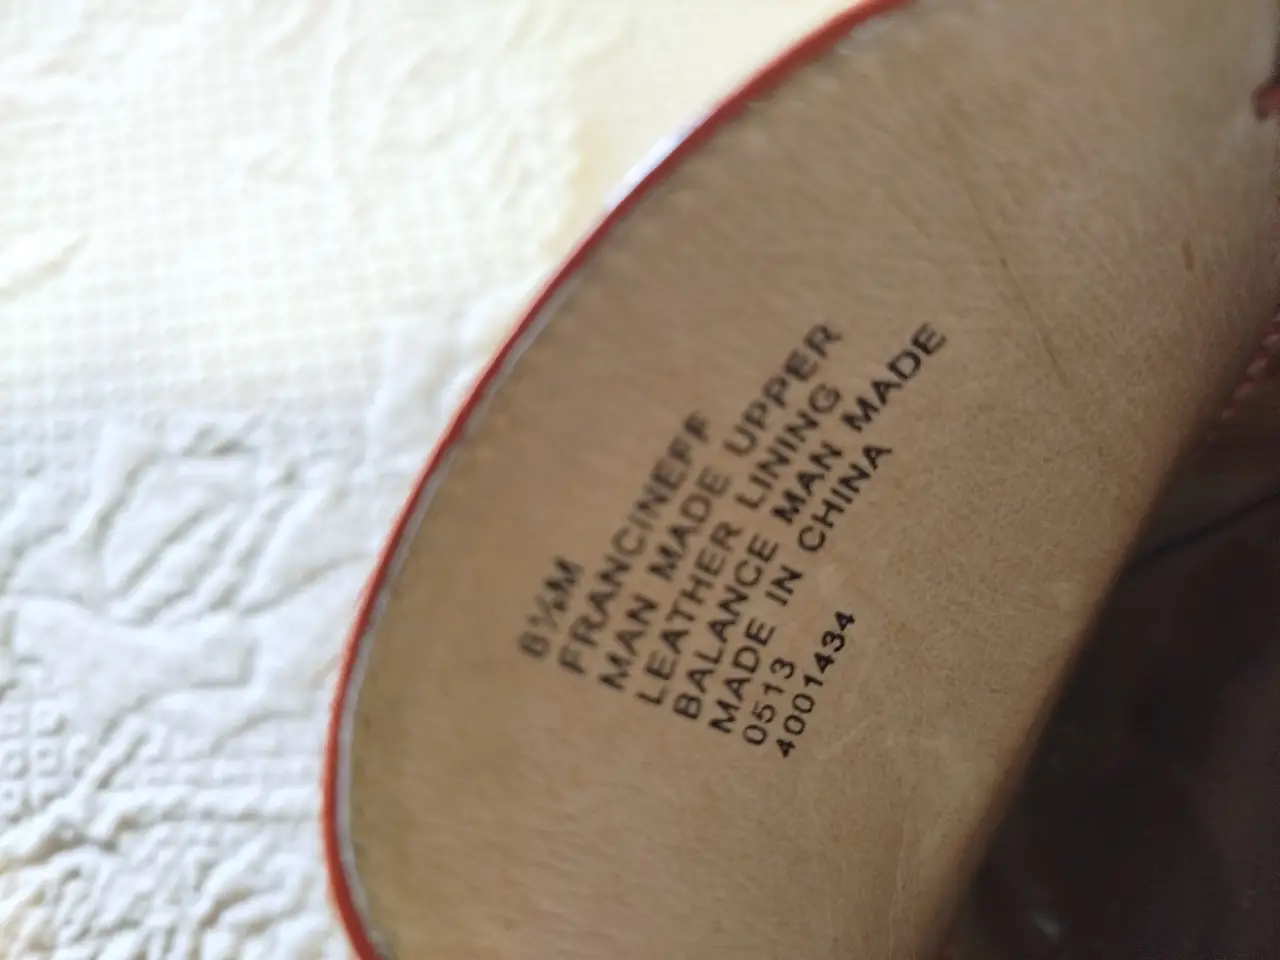 8½M
FRANCINEFF
MAN MADE UPPER
LEATHER LINING
BALANCE MAN MADE
MADE IN CHINA
0513
4001434